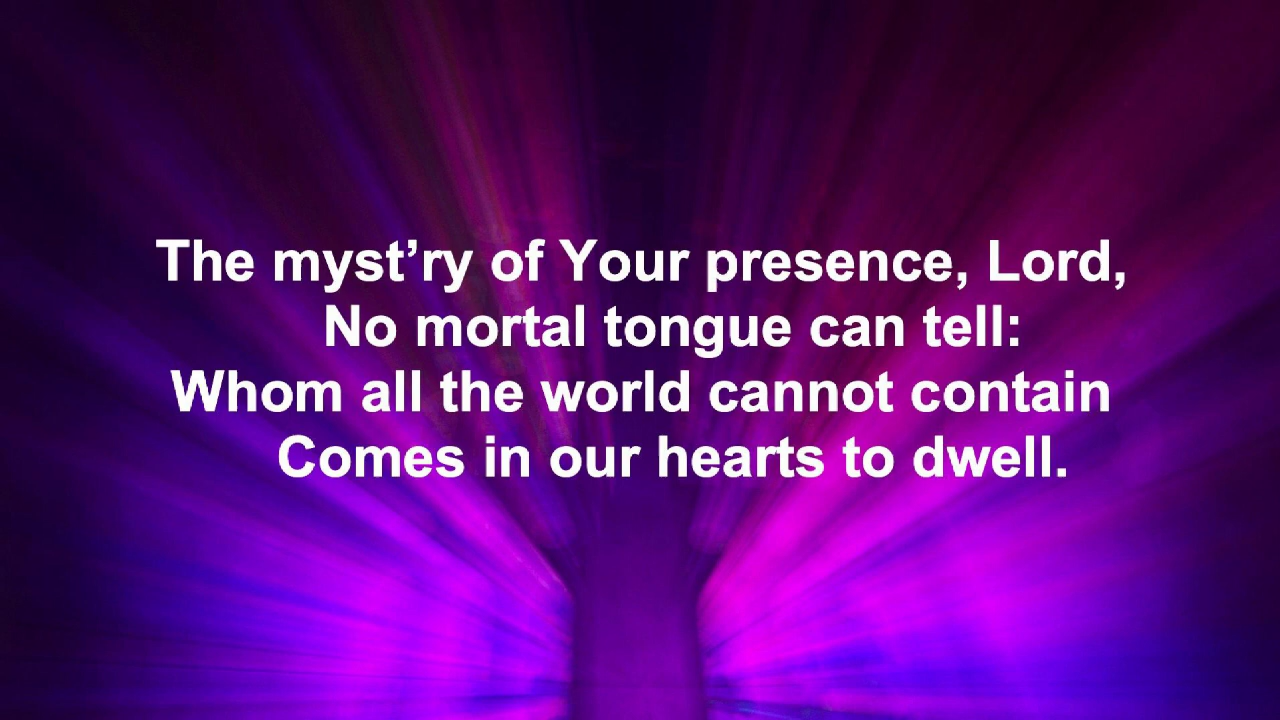 The myst’ry of Your presence, Lord,
No mortal tongue can tell:
Whom all the world cannot contain
Comes in our hearts to dwell.